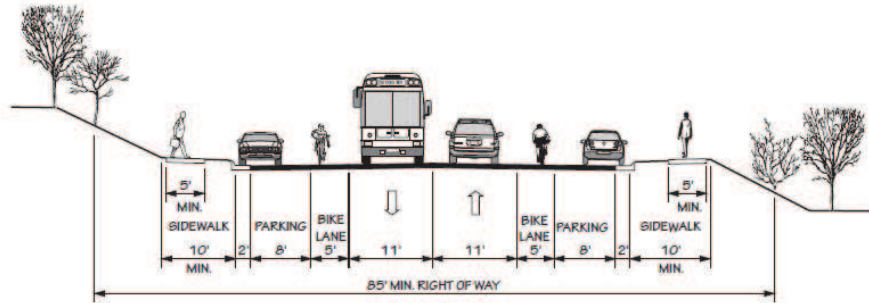 5' 5'
MIN. MIN.
SIDEWALK PARKING BIKE LANE BIKE LANE PARKING SIDEWALK
10' 2' 8' 5' 11' 11' 5' 8' 2' 10'
MIN. MIN.
85' MIN. RIGHT OF WAY